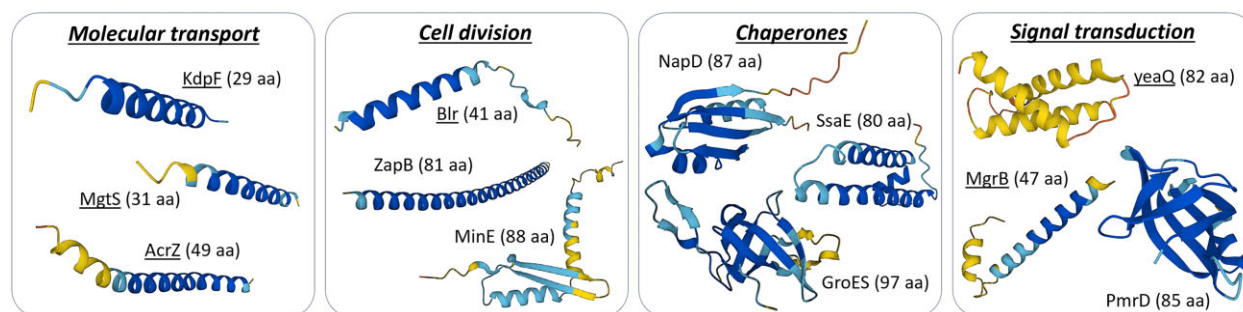 Molecular transport
KdpF (29 aa)
MgtS (31 aa)
AcrZ (49 aa)
Cell division
Blr (41 aa)
ZapB (81 aa)
MinE (88 aa)
Chaperones
NapD (87 aa)
SsaE (80 aa)
GroES (97 aa)
Signal transduction
yeaQ (82 aa)
MgrB (47 aa)
PmrD (85 aa)